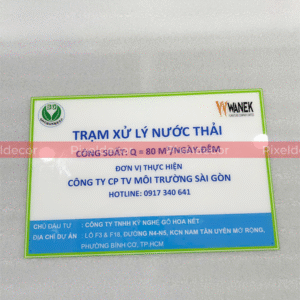 WANEK
TRẠM XỬ LÝ NƯỚC THẢI
CÔNG SUẤT: Q = 80 M³/NGÀY.ĐÊM
Pixeldecor Pixeldecor
ĐƠN VỊ THỰC HIỆN
CÔNG TY CP TV MÔI TRƯỜNG SÀI GÒN
HOTLINE: 0917 340 641
CHỦ ĐẦU TƯ : CÔNG TY TNHH KỸ NGHỆ GỖ HOA NÉT
ĐỊA CHỈ DỰ ÁN : LÔ F3 & F18, ĐƯỜNG N4-N5, KCN NAM TÂN UYÊN MỞ RỘNG,
PHƯỜNG BÌNH CƠ, TP.HCM